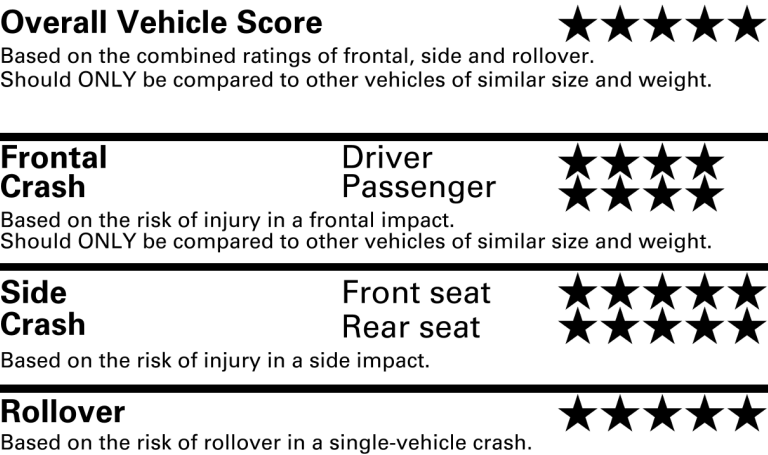 Overall Vehicle Score ★★★★★
Based on the combined ratings of frontal, side and rollover.
Should ONLY be compared to other vehicles of similar size and weight.
Frontal Driver ★★★★
Crash Passenger ★★★★
Based on the risk of injury in a frontal impact.
Should ONLY be compared to other vehicles of similar size and weight.
Side Front seat ★★★★★
Crash Rear seat ★★★★★
Based on the risk of injury in a side impact.
Rollover ★★★★★
Based on the risk of rollover in a single-vehicle crash.